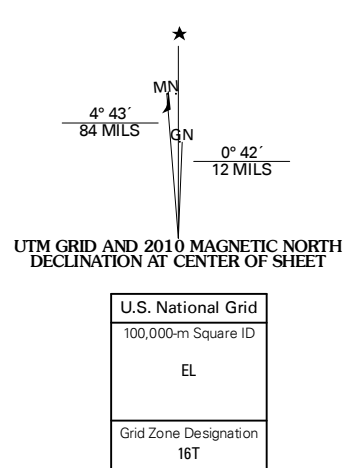 ★
MN
4° 43´
84 MILS
GN
0° 42´
12 MILS
UTM GRID AND 2010 MAGNETIC NORTH
DECLINATION AT CENTER OF SHEET
U.S. National Grid
100,000-m Square ID
EL
Grid Zone Designation
16T